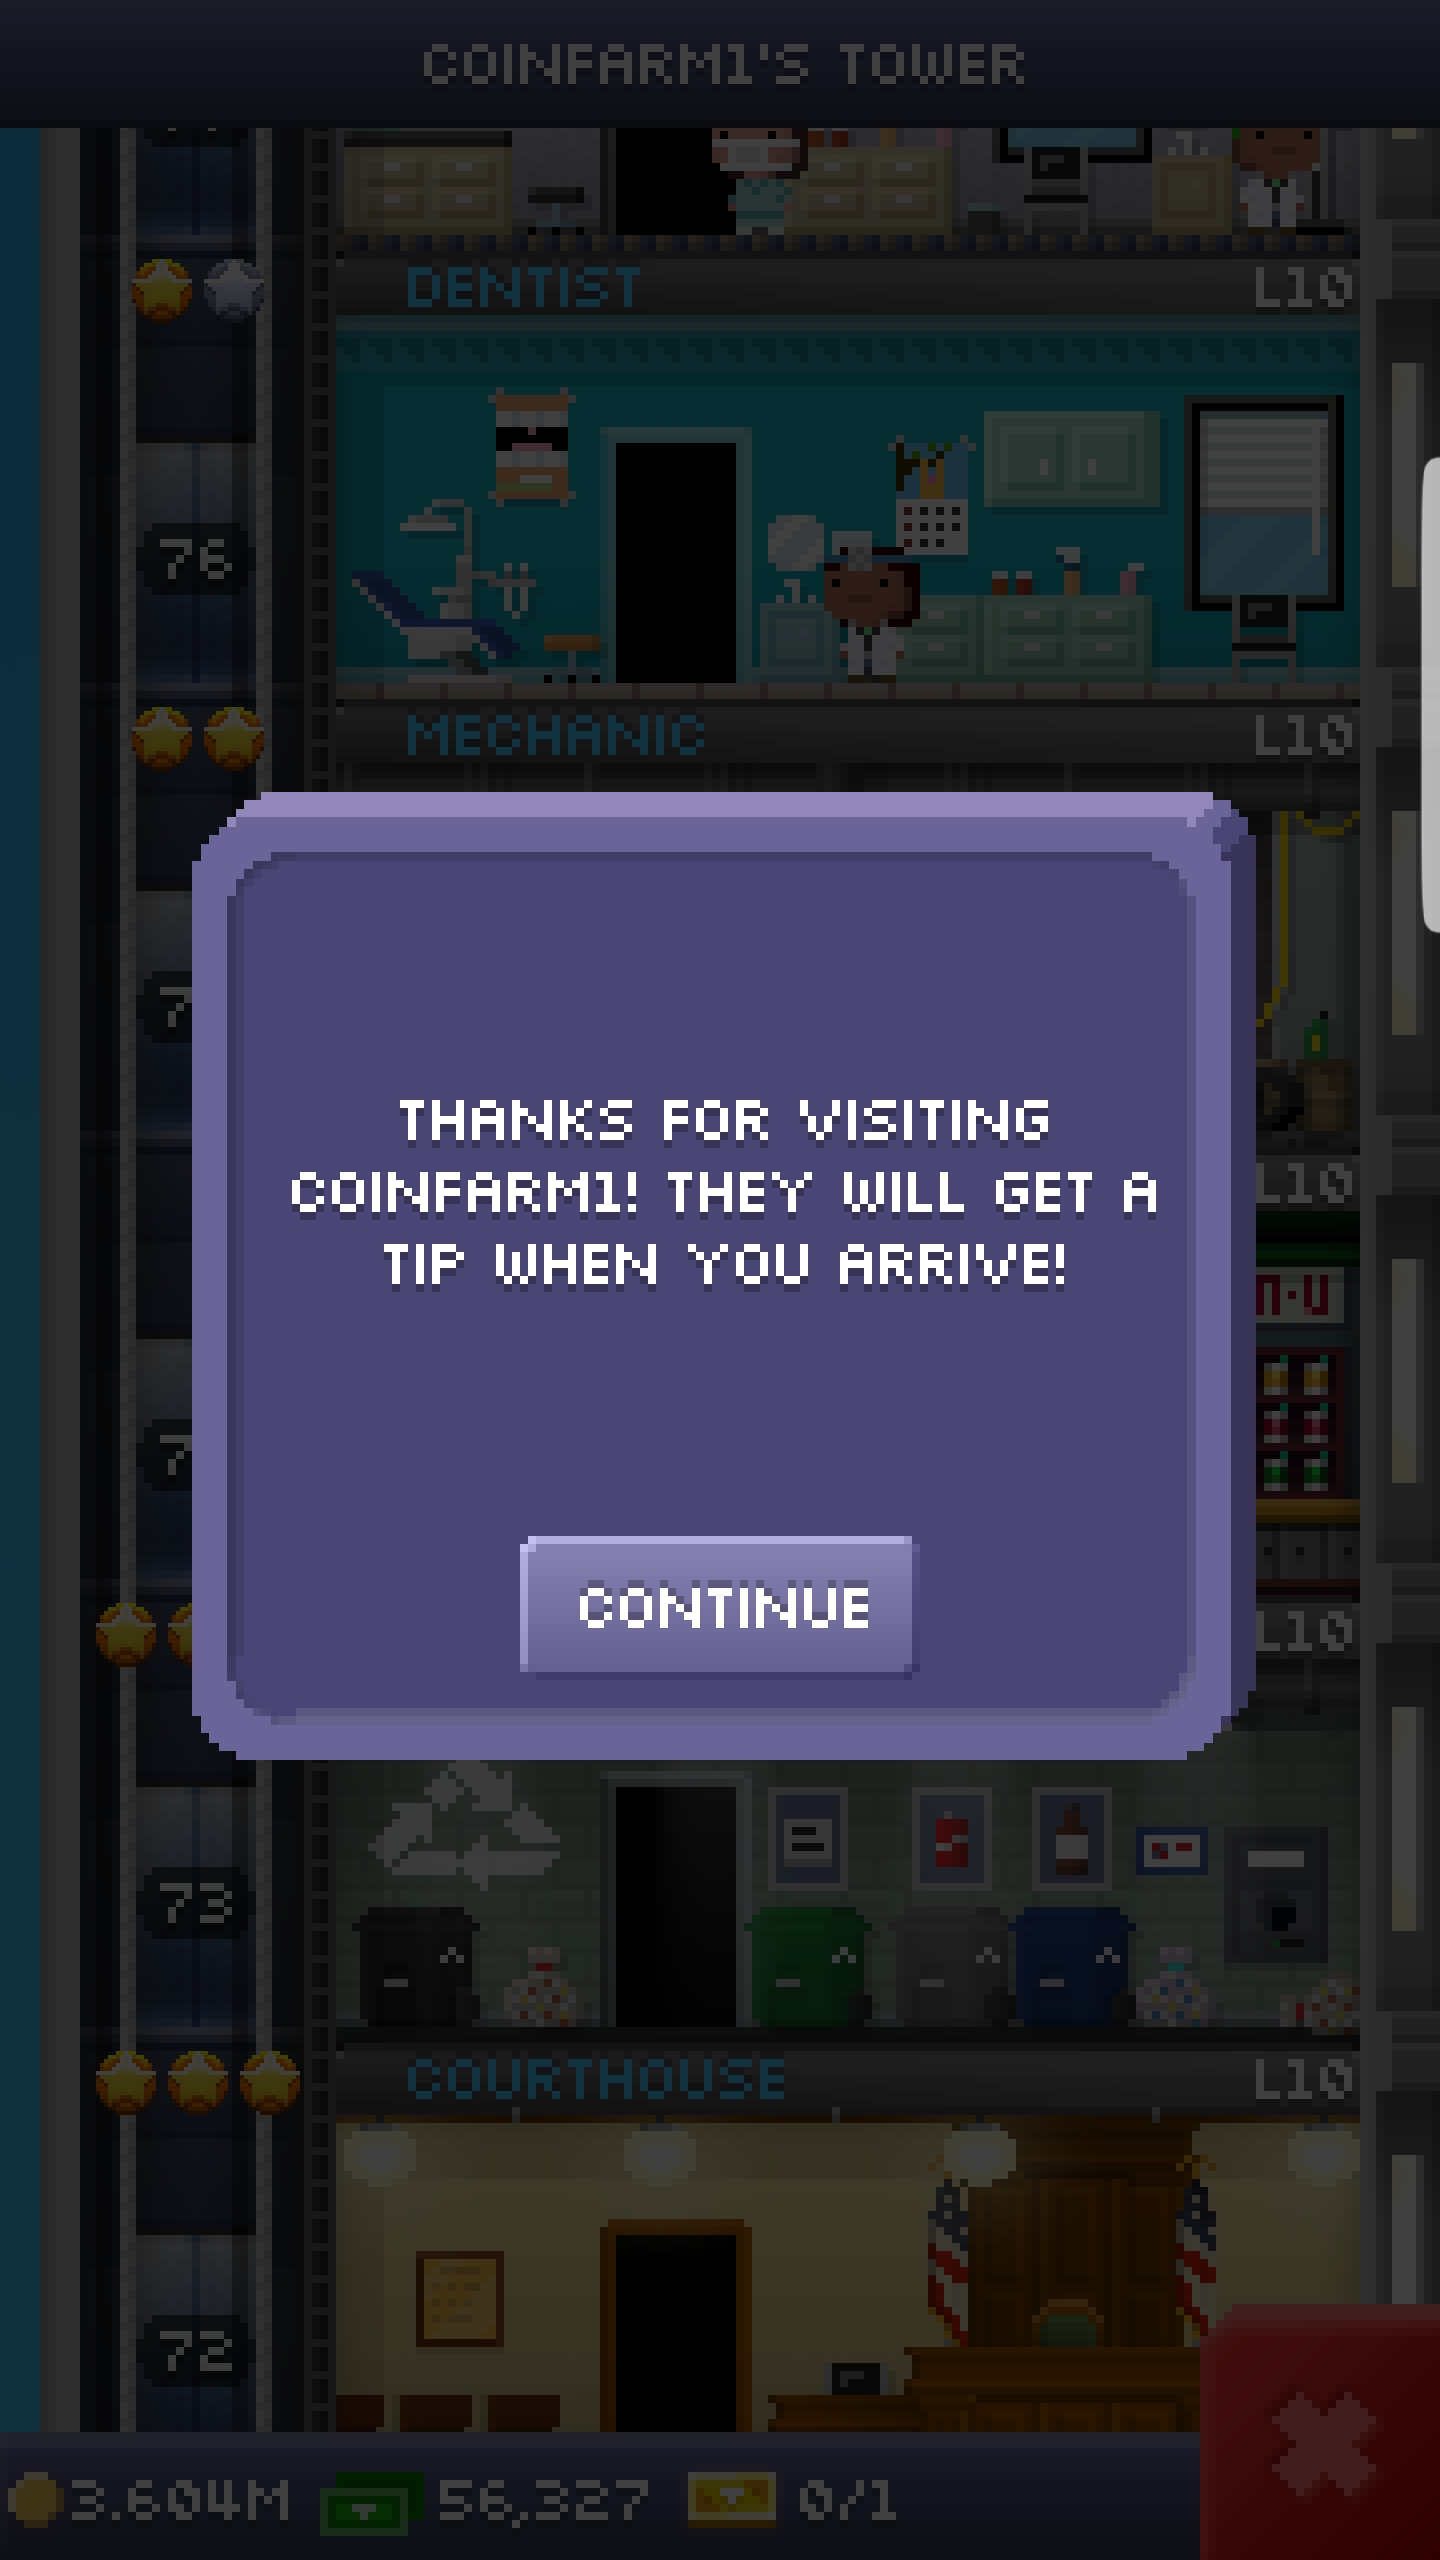 COINFARM1'S TOWER
DENTIST L10
76
MECHANIC L10
THANKS FOR VISITING
COINFARM1! THEY WILL GET A
TIP WHEN YOU ARRIVE!
L10
CONTINUE
L10
73
COURTHOUSE L10
72
3.604M 56,327 0/1